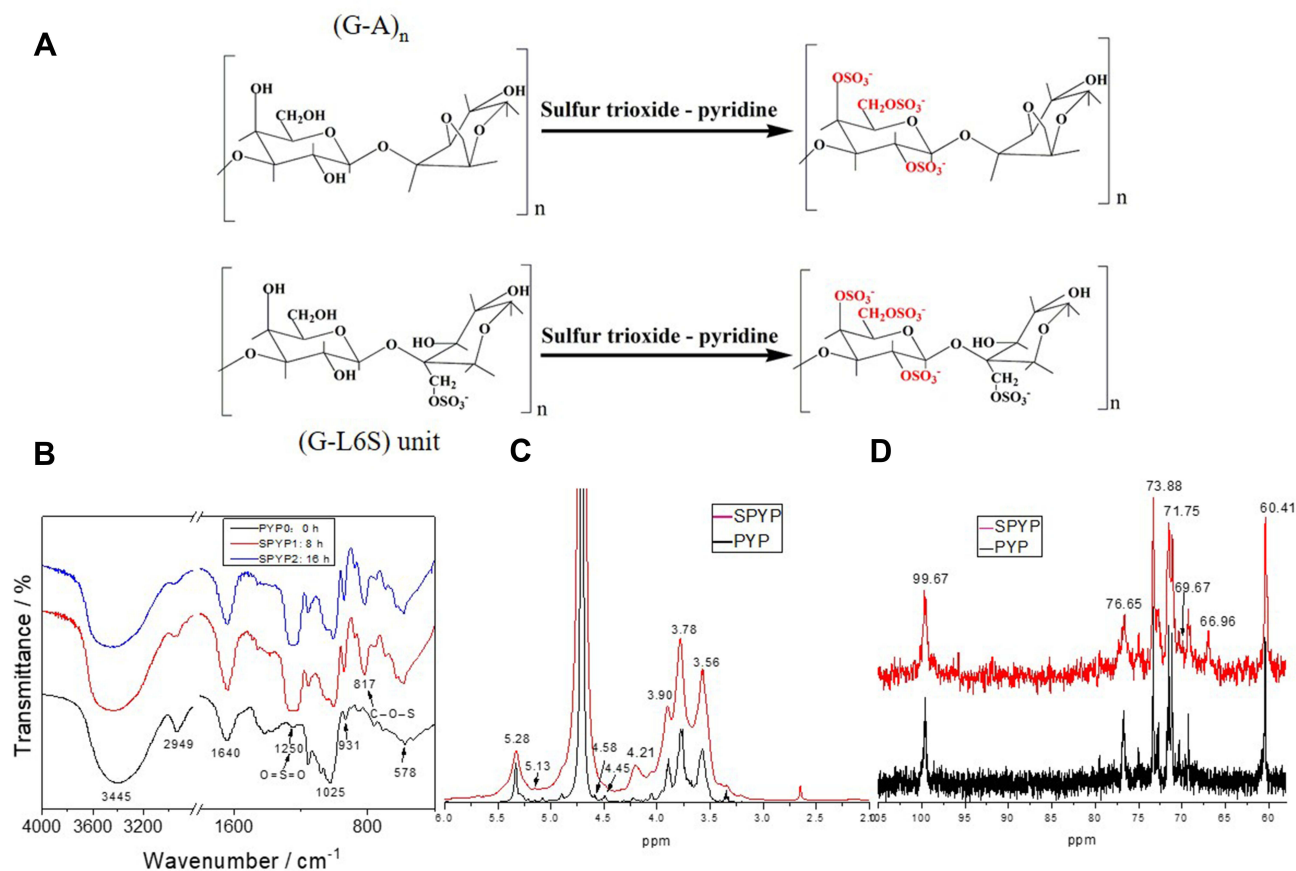 A
(G-A)n
OH
CH₂OH
O
O
OH
O
O
O
OH
n
Sulfur trioxide - pyridine
OSO₃⁻
CH₂OSO₃⁻
O
O
OSO₃⁻
O
O
O
OH
n
OH
CH₂OH
O
O
OH
O
HO
O
OH
CH₂
OSO₃⁻
n
Sulfur trioxide - pyridine
OSO₃⁻
CH₂OSO₃⁻
O
O
OSO₃⁻
O
HO
O
OH
CH₂
OSO₃⁻
n
(G-L6S) unit
B
PYP0: 0 h
SPYP1: 8 h
SPYP2: 16 h
Transmittance / %
817
C-O-S
2949
1640
1250
931
O=S=O
578
3445
1025
4000 3600 3200 1600 800
Wavenumber / cm⁻¹
C
SPYP
PYP
3.78
3.56
3.90
5.28
5.13
4.58
4.21
4.45
6.0 5.5 5.0 4.5 4.0 3.5 3.0 2.5 2.0
ppm
D
SPYP
PYP
73.88
71.75
60.41
99.67
76.65
69.67
66.96
105 100 95 90 85 80 75 70 65 60
ppm